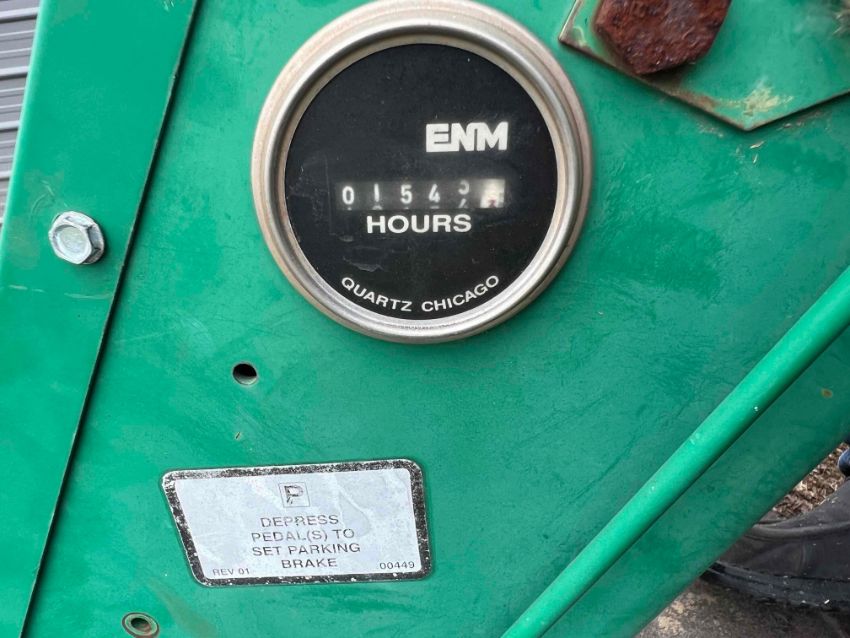 ENM
0154
HOURS
QUARTZ CHICAGO
P
DEPRESS
PEDAL(S) TO
SET PARKING
BRAKE
REV 01 00449